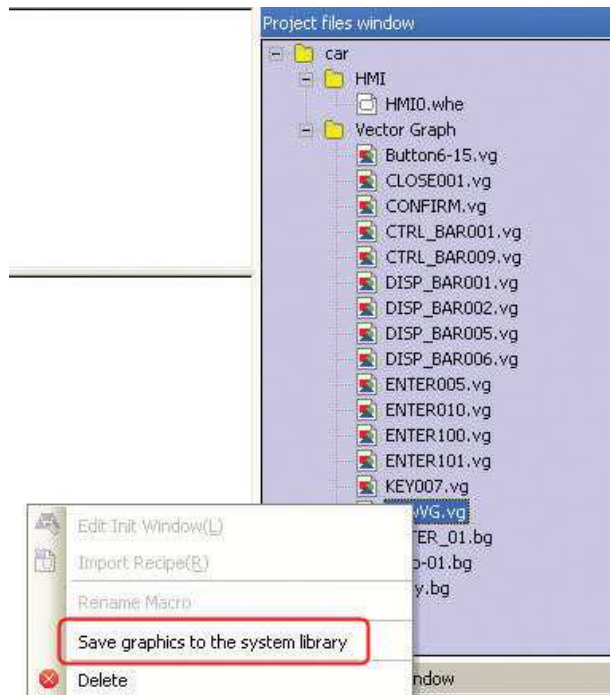 Project files window
car
HMI
HMI0.whe
Vector Graph
Button6-15.vg
CLOSE001.vg
CONFIRM.vg
CTRL_BAR001.vg
CTRL_BAR009.vg
DISP_BAR001.vg
DISP_BAR002.vg
DISP_BAR005.vg
DISP_BAR006.vg
ENTER005.vg
ENTER010.vg
ENTER100.vg
ENTER101.vg
KEY007.vg
VG.vg
Edit Init Window(L)
TER_01.bg
Import Recipe(R)
-01.bg
y.bg
Rename Macro
Save graphics to the system library
Delete
ndow